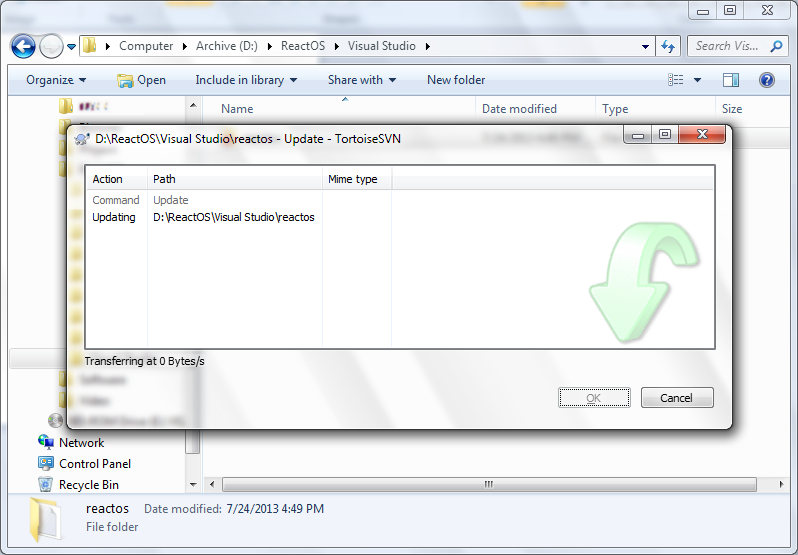 Computer Archive (D:) ReactOS Visual Studio Search Vis...
Organize Open Include in library Share with New folder
Name Date modified Type Size
D:\ReactOS\Visual Studio\reactos - Update - TortoiseSVN
Action Path Mime type
Command Update
Updating D:\ReactOS\Visual Studio\reactos
Transferring at 0 Bytes/s
OK Cancel
Network
Control Panel
Recycle Bin
reactos Date modified: 7/24/2013 4:49 PM
File folder